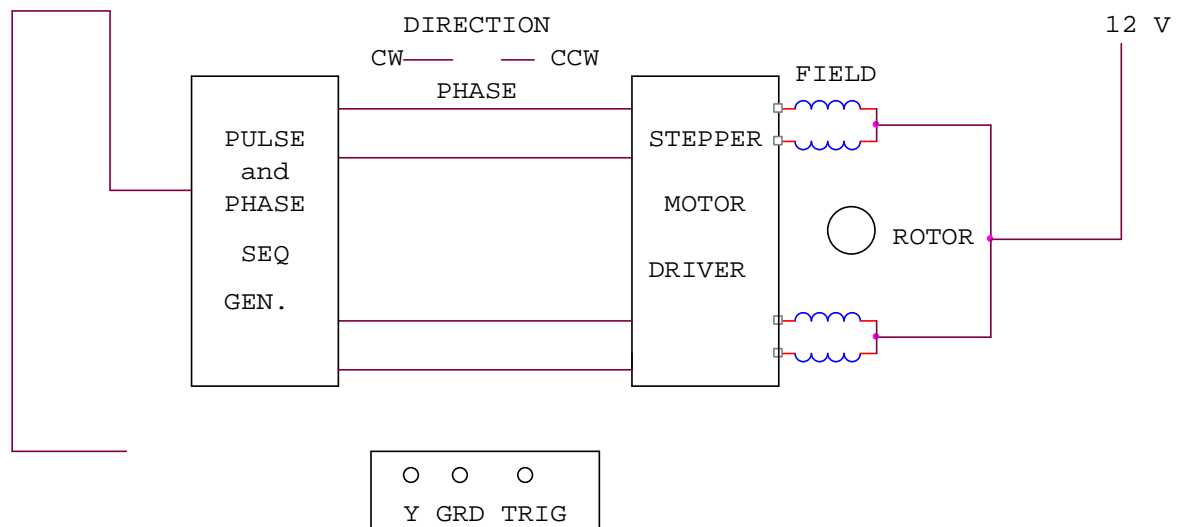 DIRECTION
12 V
CW CCW
FIELD
PHASE
PULSE
and
PHASE
SEQ
GEN.
STEPPER
MOTOR
DRIVER
ROTOR
Y GRD TRIG